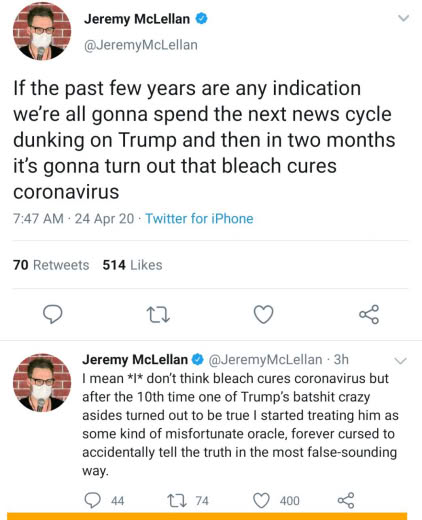 Jeremy McLellan
@JeremyMcLellan
If the past few years are any indication
we're all gonna spend the next news cycle
dunking on Trump and then in two months
it's gonna turn out that bleach cures
coronavirus
7:47 AM · 24 Apr 20 · Twitter for iPhone
70 Retweets 514 Likes
Jeremy McLellan @JeremyMcLellan · 3h
I mean *I* don't think bleach cures coronavirus but
after the 10th time one of Trump's batshit crazy
asides turned out to be true I started treating him as
some kind of misfortunate oracle, forever cursed to
accidentally tell the truth in the most false-sounding
way.
44 74 400